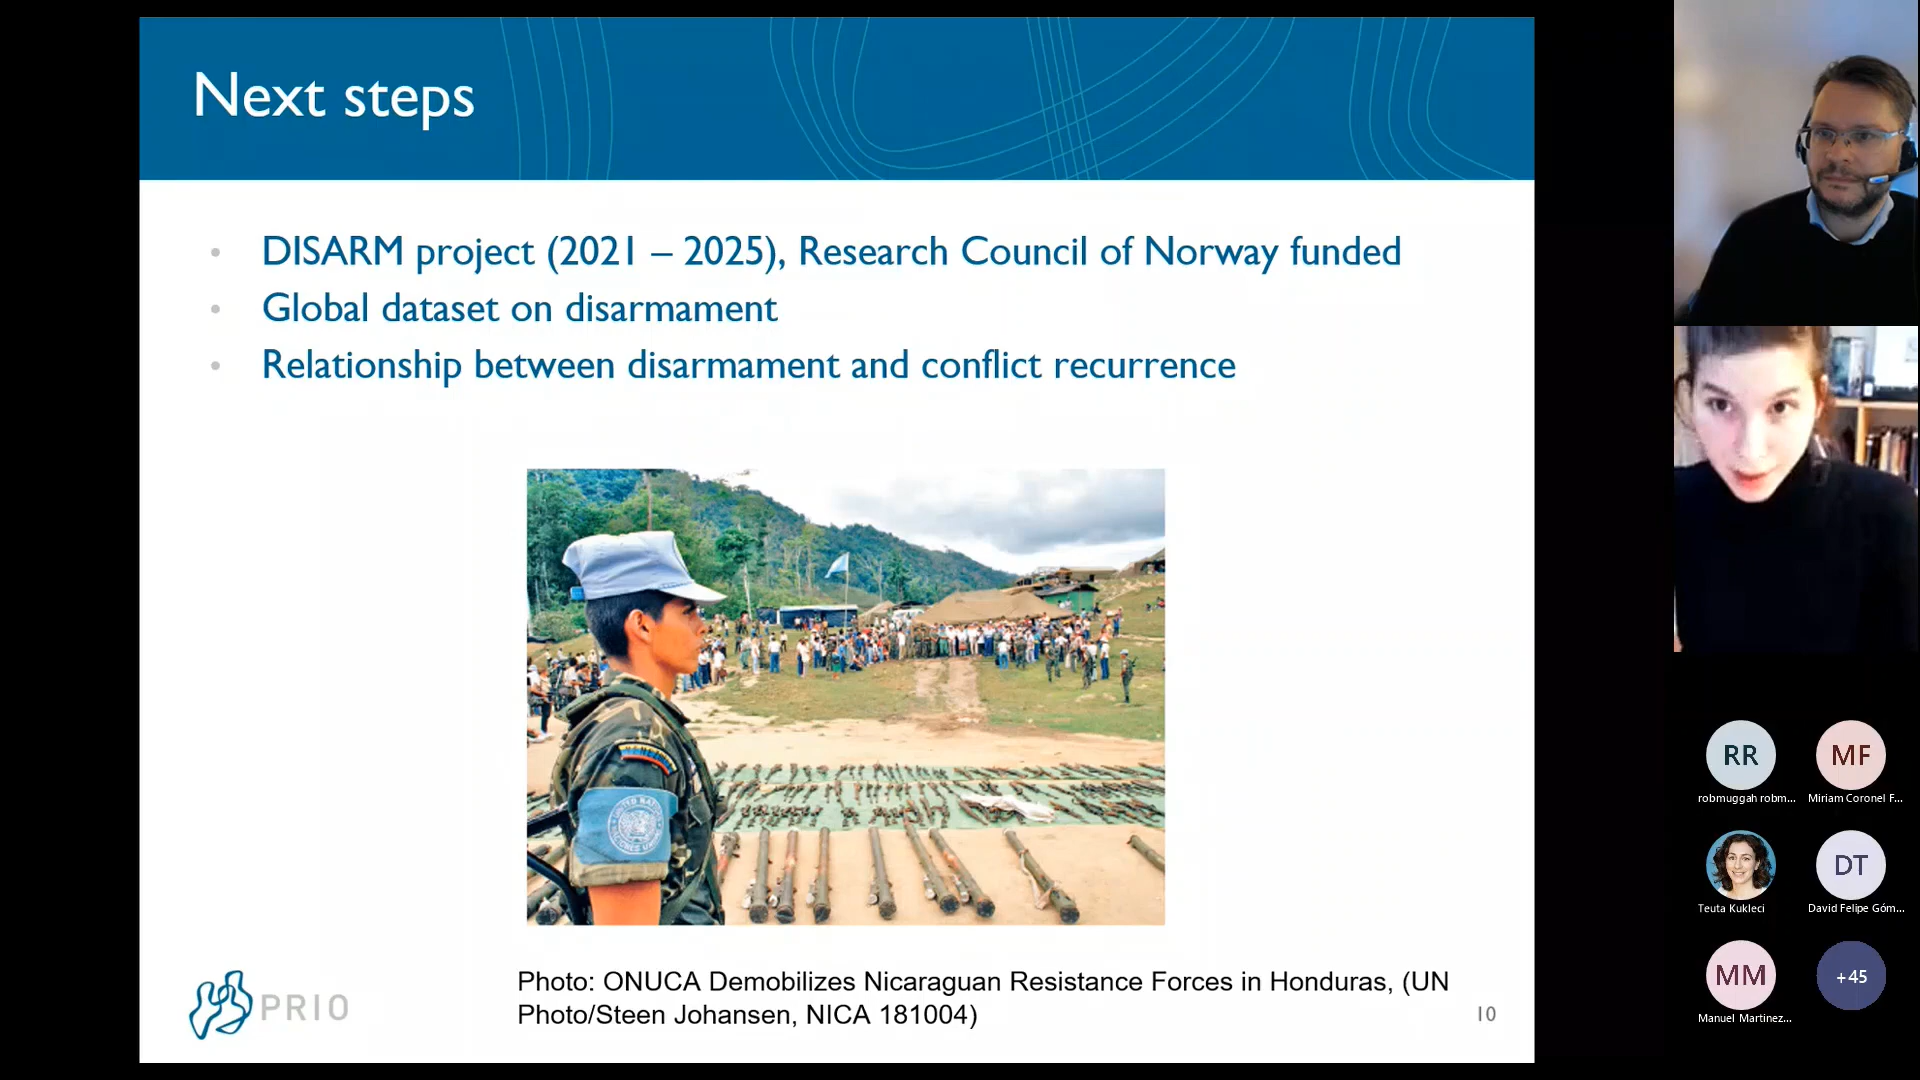 Next steps
• DISARM project (2021 – 2025), Research Council of Norway funded
• Global dataset on disarmament
• Relationship between disarmament and conflict recurrence
UNITED NATIONS
Photo: ONUCA Demobilizes Nicaraguan Resistance Forces in Honduras, (UN
Photo/Steen Johansen, NICA 181004)
PRIO
10
RR
robmuggah robm...
MF
Miriam Coronel F...
Teuta Kukleci
DT
David Felipe Góm...
MM
Manuel Martinez...
+45